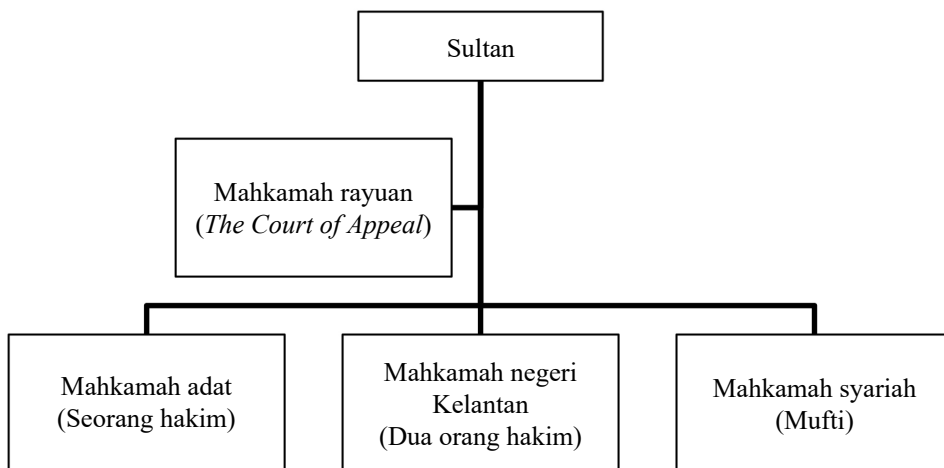 Sultan
Mahkamah rayuan
(The Court of Appeal)
Mahkamah adat
(Seorang hakim)
Mahkamah negeri
Kelantan
(Dua orang hakim)
Mahkamah syariah
(Mufti)